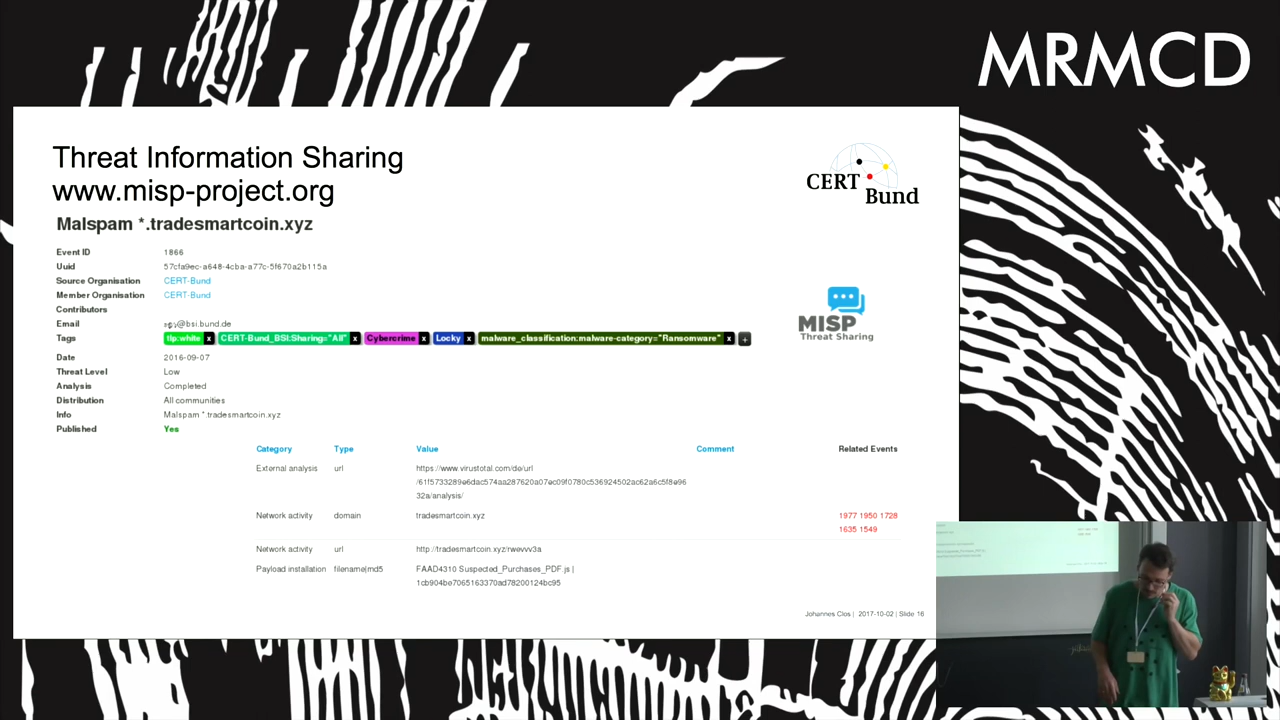 MRMCD
Threat Information Sharing
www.misp-project.org
CERT
Bund
Malspam *.tradesmartcoin.xyz
Event ID 1866
Uuid 57cfa9ec-a648-4cba-a77c-5f670a2b115a
Source Organisation CERT-Bund
Member Organisation CERT-Bund
Contributors
Email @bsi.bund.de
Tags tlp:white x CERT-Bund_BSI:Sharing="All" x Cybercrime x Locky x malware_classification:malware-category="Ransomware" x +
MISP
Threat Sharing
Date 2016-09-07
Threat Level Low
Analysis Completed
Distribution All communities
Info Malspam *.tradesmartcoin.xyz
Published Yes
Category Type Value Comment Related Events
External analysis url https://www.virustotal.com/de/url
/61f5733289e6dac574aa287620a07ec09f0780c536924502ac62a6c5f8e96
32a/analysis/
Network activity domain tradesmartcoin.xyz 1977 1950 1728
1635 1549
Network activity url http://tradesmartcoin.xyz/rwevvv3a
Payload installation filename|md5 FAAD4310 Suspected_Purchases_PDF.js |
1cb904be7065163370ad78200124bc95
Johannes Clos | 2017-10-02 | Slide 16